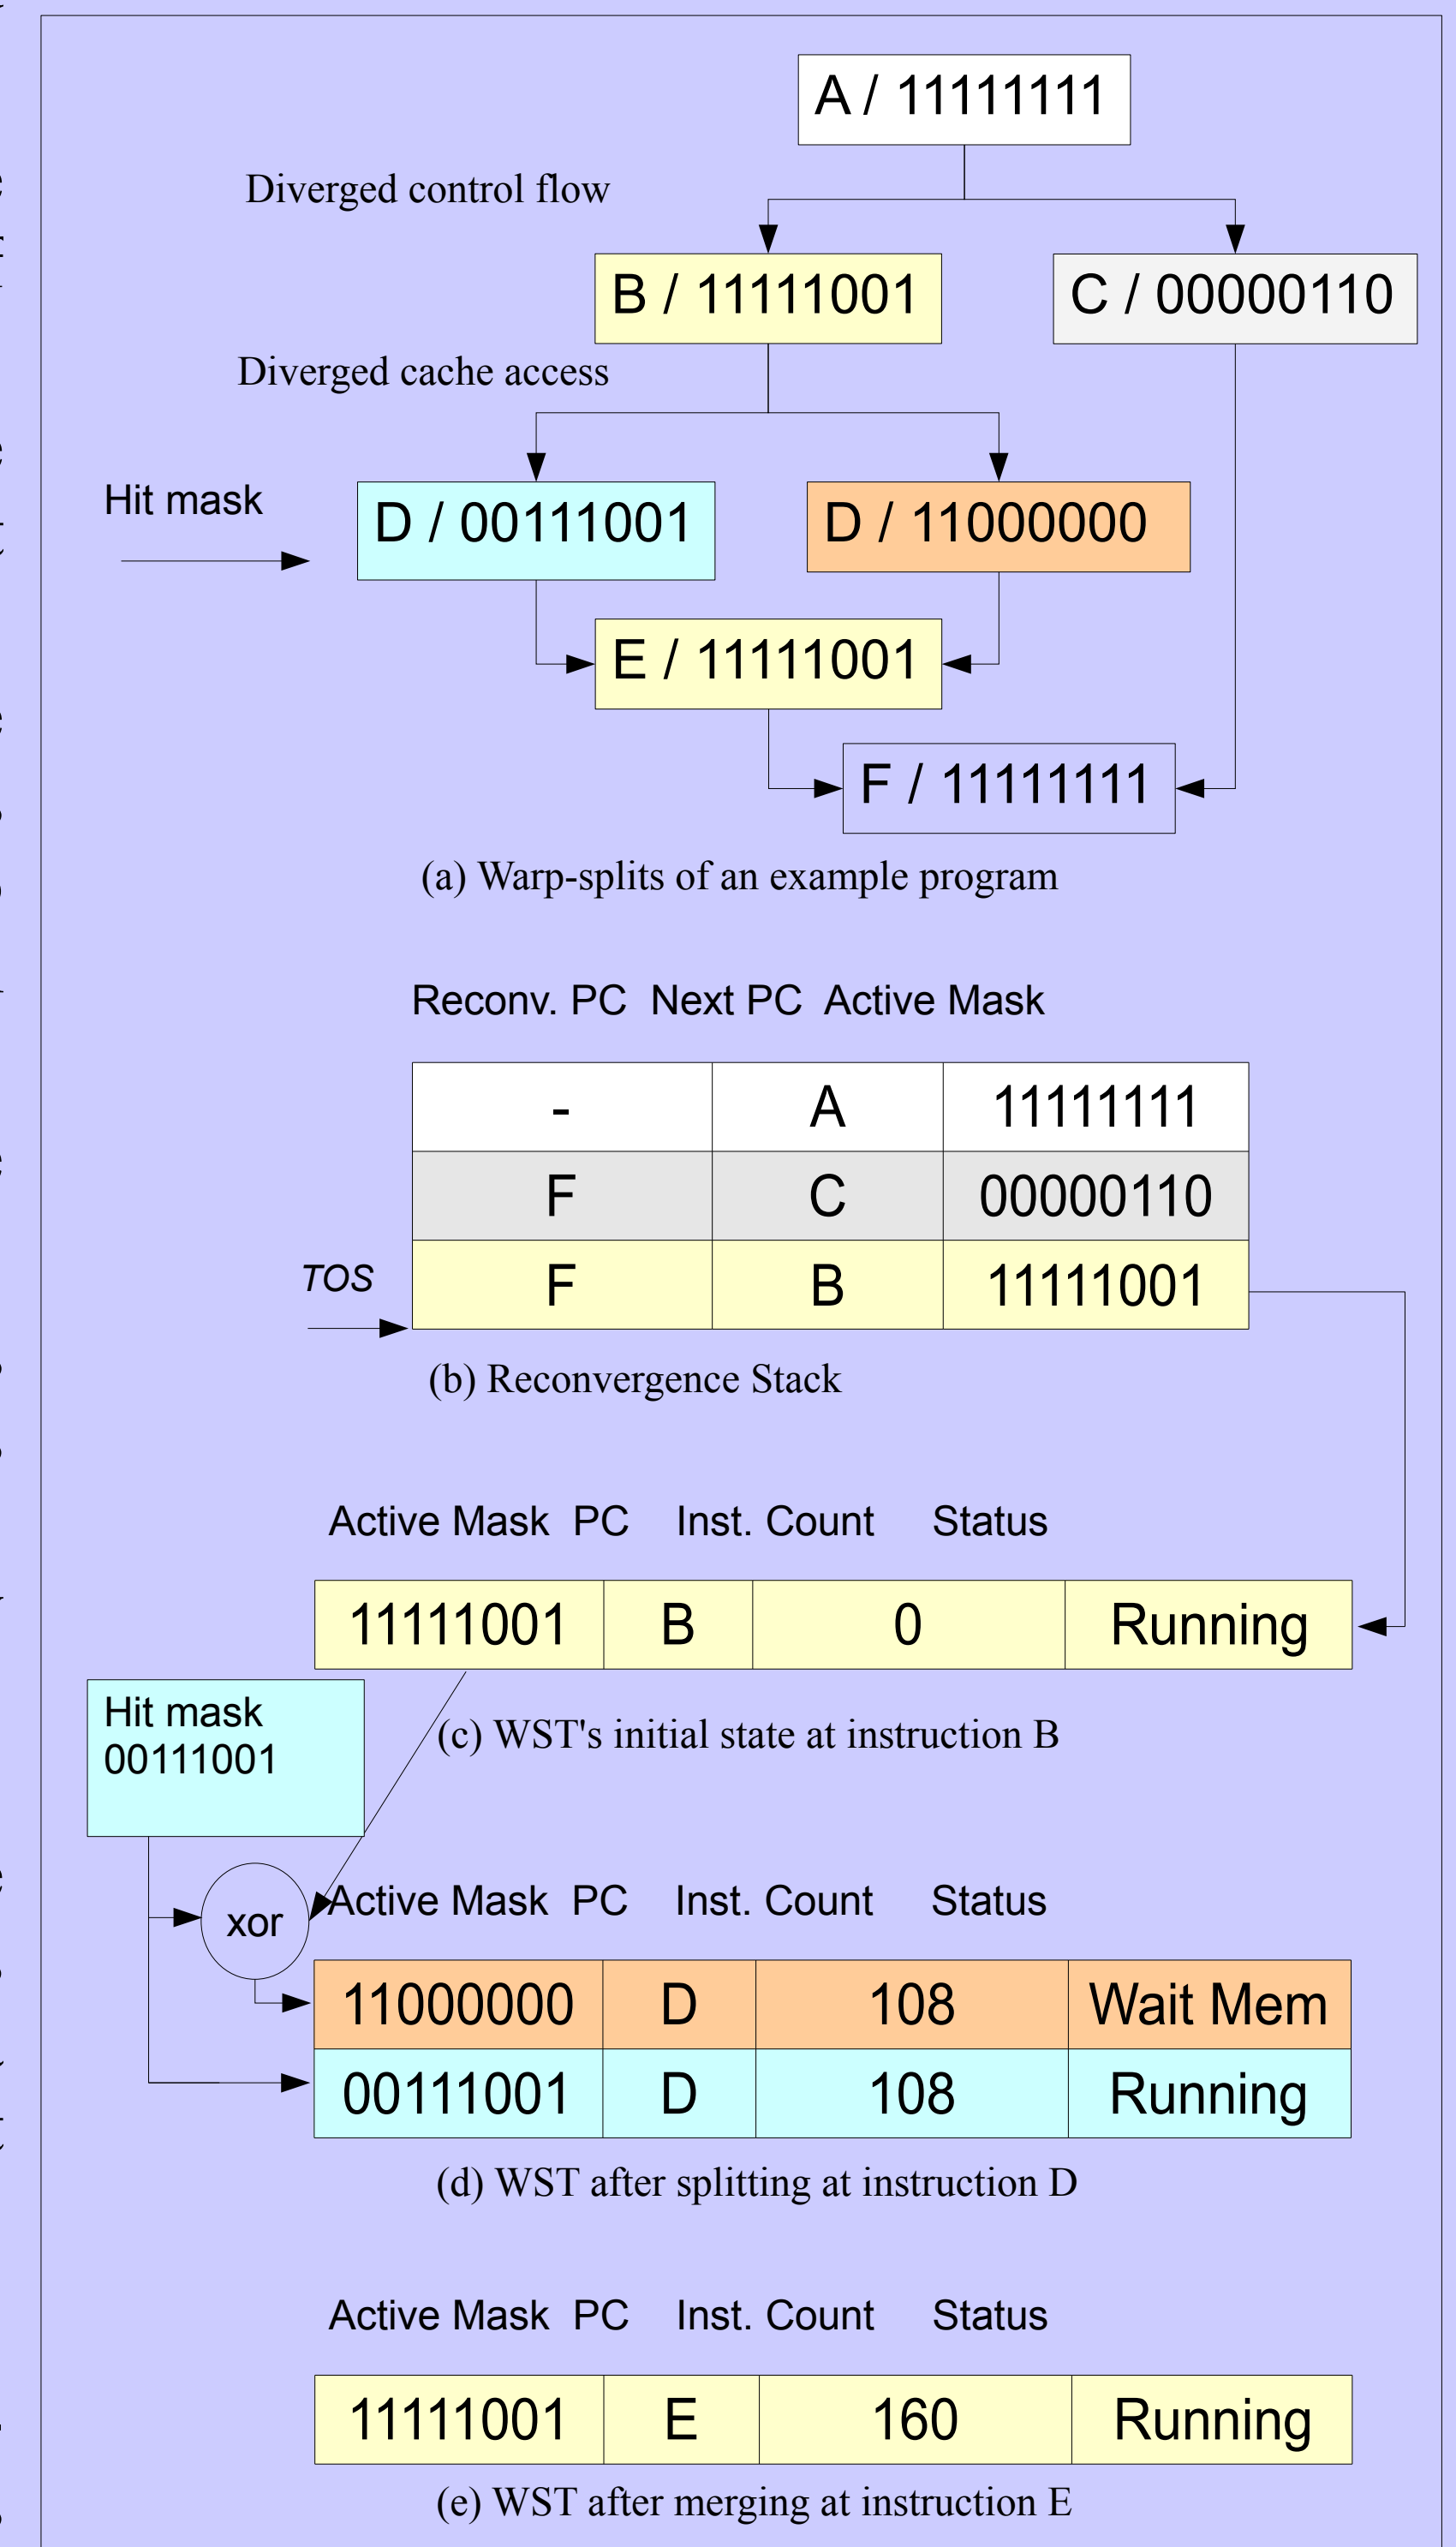 A / 11111111
Diverged control flow
B / 11111001
C / 00000110
Diverged cache access
Hit mask
D / 00111001
D / 11000000
E / 11111001
F / 11111111
(a) Warp-splits of an example program
Reconv. PC Next PC Active Mask
- A 11111111
F C 00000110
TOS
F B 11111001
(b) Reconvergence Stack
Active Mask PC Inst. Count Status
11111001 B 0 Running
Hit mask
00111001
(c) WST's initial state at instruction B
xor
Active Mask PC Inst. Count Status
11000000 D 108 Wait Mem
00111001 D 108 Running
(d) WST after splitting at instruction D
Active Mask PC Inst. Count Status
11111001 E 160 Running
(e) WST after merging at instruction E